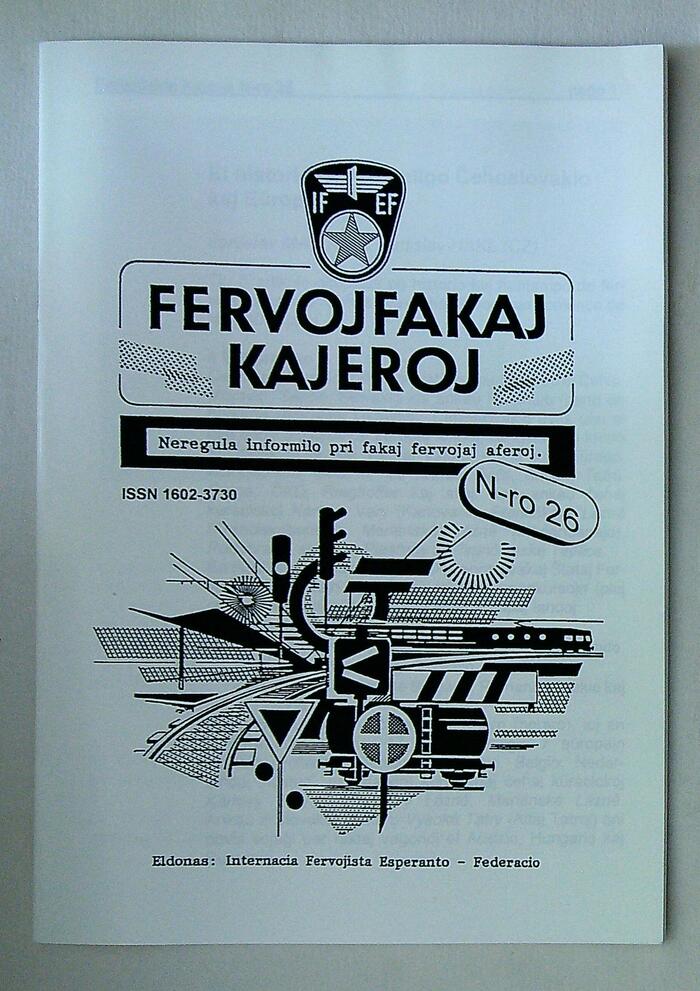 IF EF
FERVOJFAKAJ
KAJEROJ
Neregula informilo pri fakaj fervojaj aferoj.
ISSN 1602-3730
N-ro 26
Eldonas: Internacia Fervojista Esperanto - Federacio